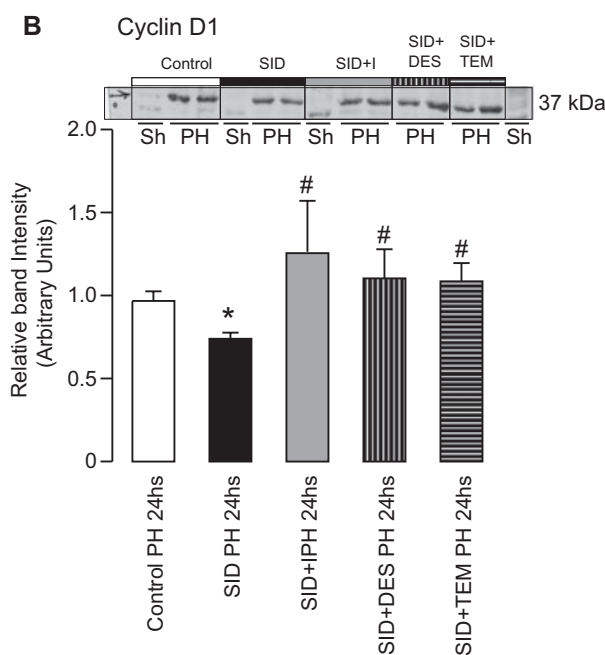 B Cyclin D1
Control SID SID+I SID+
DES SID+
TEM
37 kDa
Sh PH Sh PH Sh PH PH PH Sh
Relative band Intensity
(Arbitrary Units)
2.0
1.5
1.0
0.5
0
#
*
#
#
Control PH 24hs
SID PH 24hs
SID+IPH 24hs
SID+DES PH 24hs
SID+TEM PH 24hs